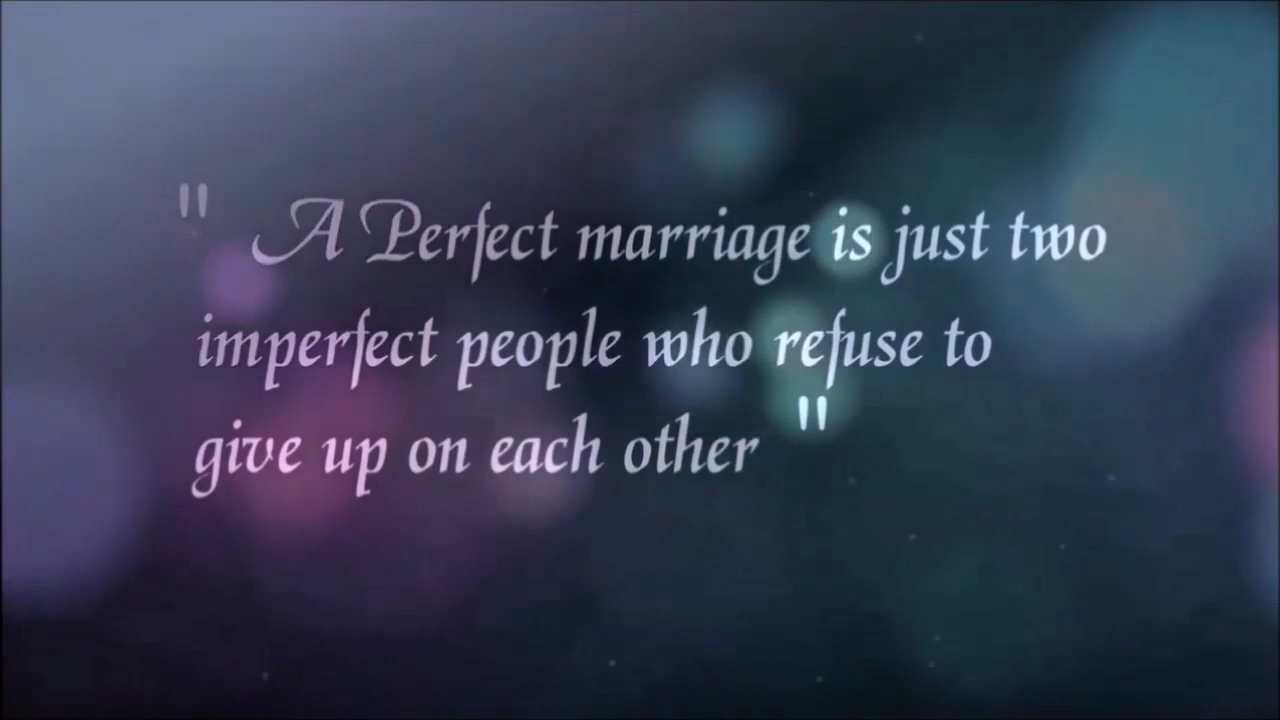 " A Perfect marriage is just two
imperfect people who refuse to
give up on each other "